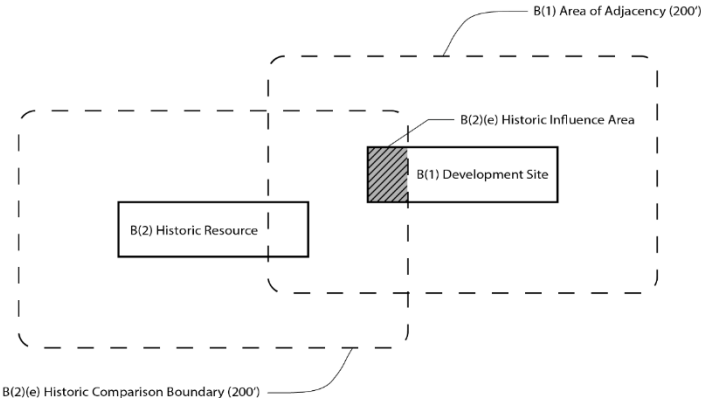 B(1) Area of Adjacency (200')
B(2)(e) Historic Influence Area
B(1) Development Site
B(2) Historic Resource
B(2)(e) Historic Comparison Boundary (200')